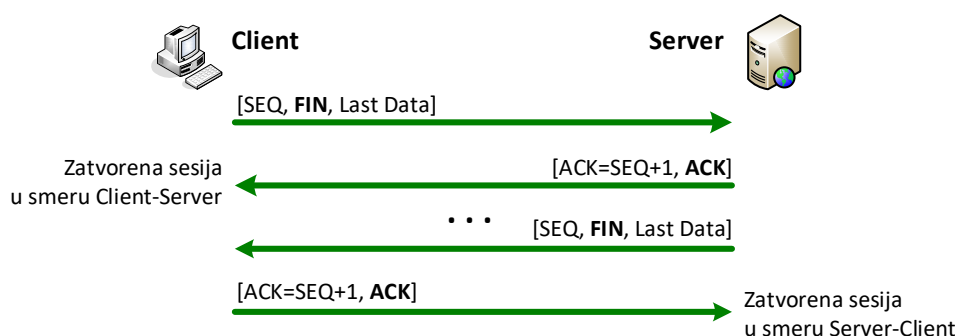 Client
Server
[SEQ, FIN, Last Data]
[ACK=SEQ+1, ACK]
Zatvorena sesija
u smeru Client-Server
. . .
[SEQ, FIN, Last Data]
[ACK=SEQ+1, ACK]
Zatvorena sesija
u smeru Server-Client